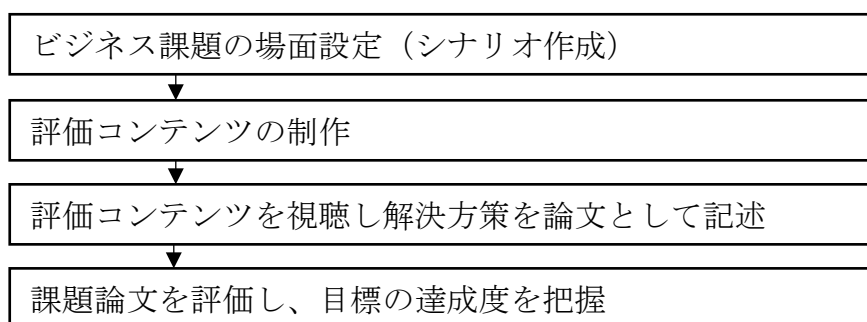 ビジネス課題の場面設定（シナリオ作成）
評価コンテンツの制作
評価コンテンツを視聴し解決方策を論文として記述
課題論文を評価し、目標の達成度を把握